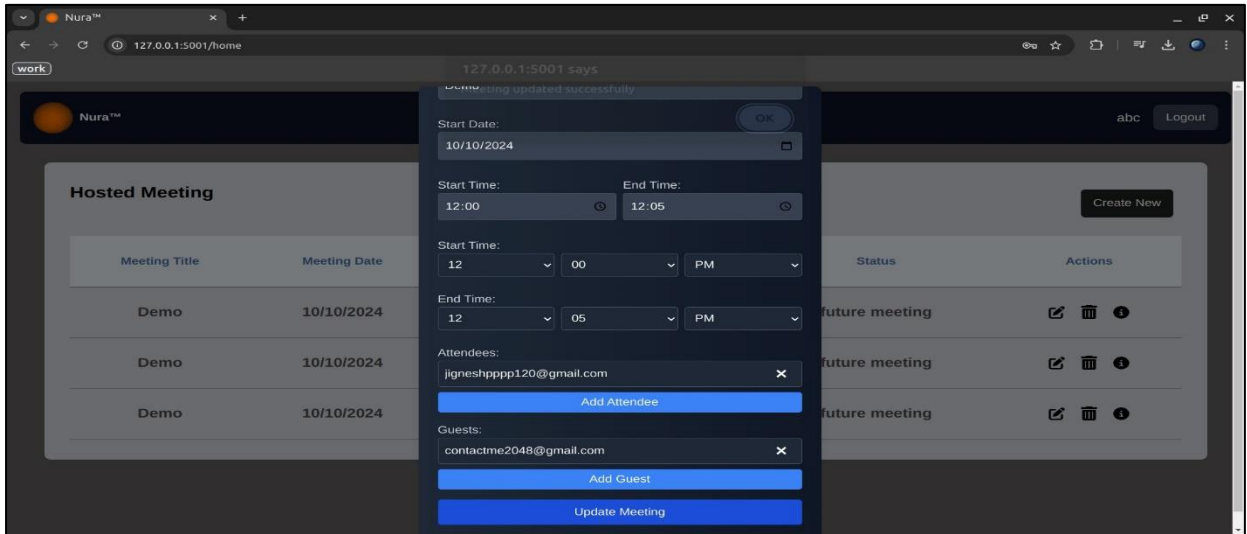 Nura™
127.0.0.1:5001/home
work
127.0.0.1:5001 says
Demo
eting updated successfully
OK
Nura™
abc Logout
Start Date:
10/10/2024
Hosted Meeting
Create New
Start Time: End Time:
12:00 12:05
Start Time:
12 00 PM
Meeting Title Meeting Date Status Actions
End Time:
12 05 PM
Demo 10/10/2024 future meeting
Attendees:
jigneshpppp120@gmail.com
Demo 10/10/2024 future meeting
Add Attendee
Demo 10/10/2024 future meeting
Guests:
contactme2048@gmail.com
Add Guest
Update Meeting